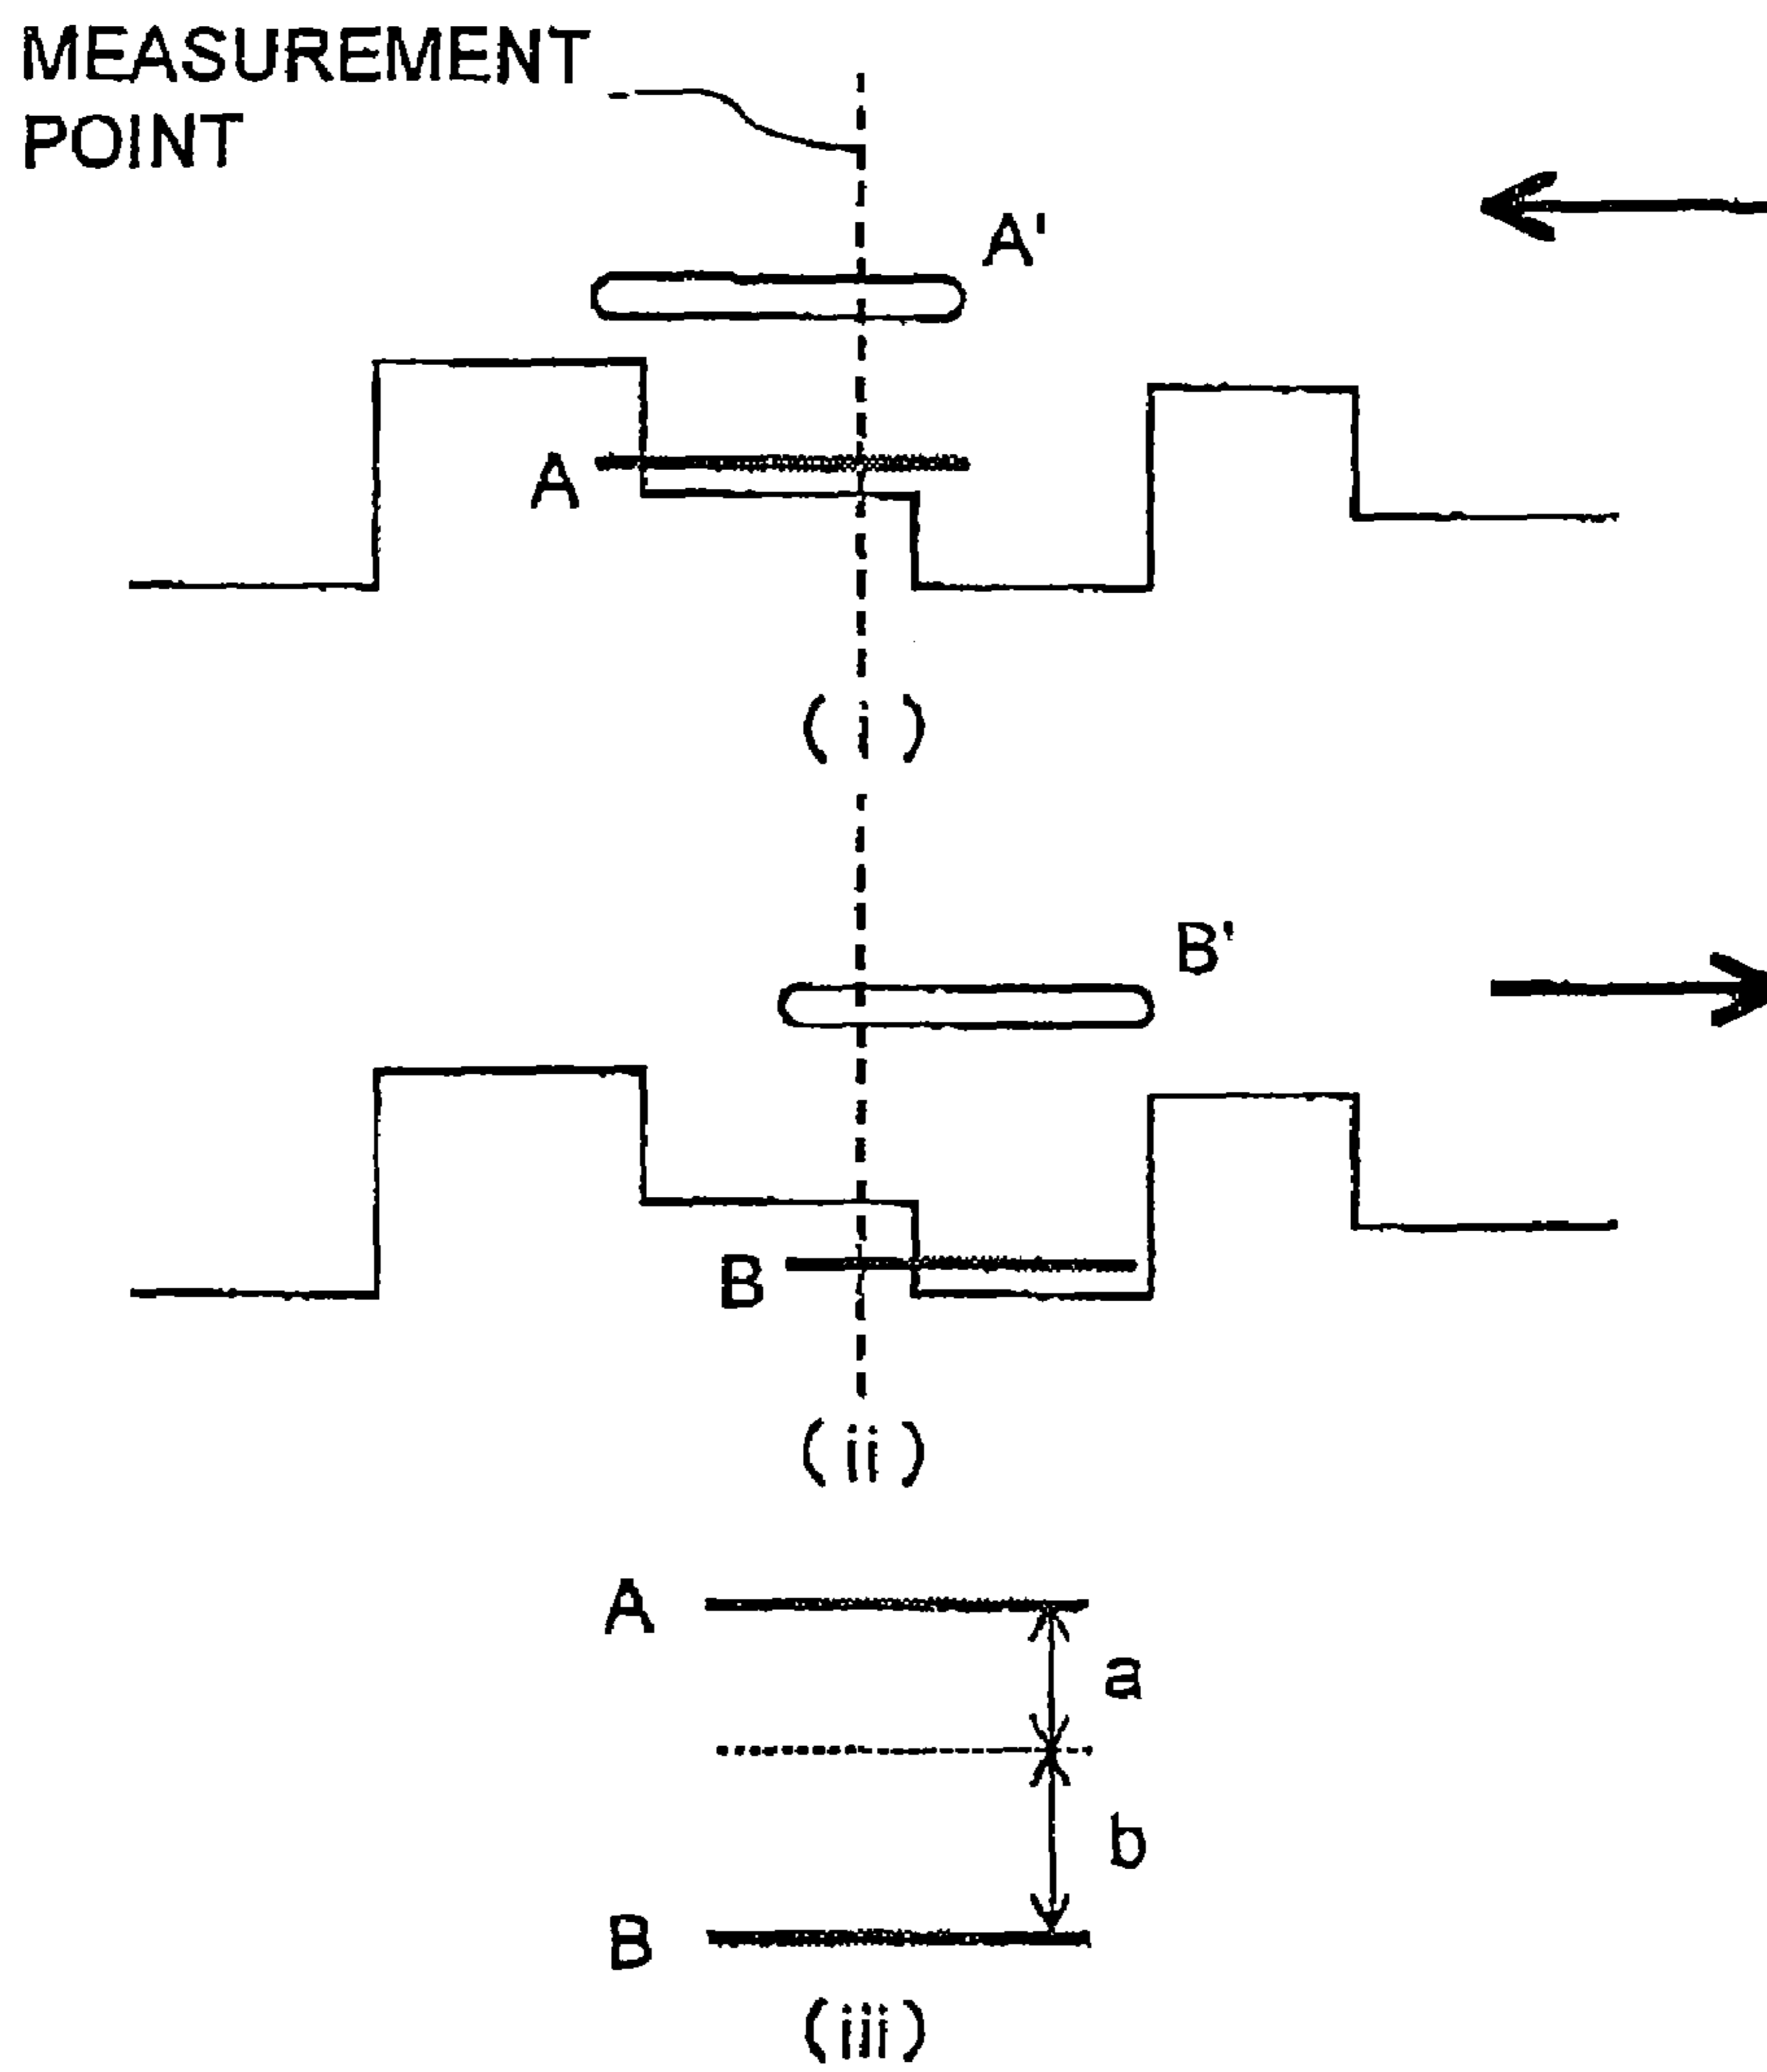 MEASUREMENT
POINT
A'
A
(i)
B'
B
(ii)
A
a
b
B
(iii)